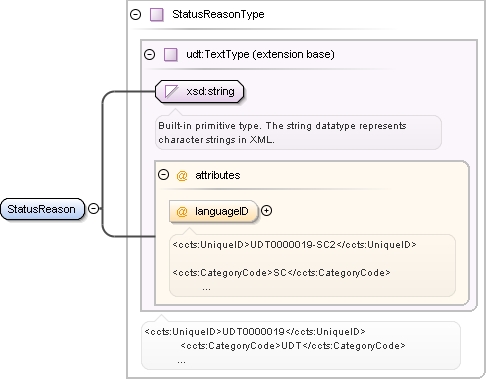 StatusReasonType
udt:TextType (extension base)
xsd:string
Built-in primitive type. The string datatype represents
character strings in XML.
@ attributes
StatusReason
@ languageID
<ccts:UniqueID>UDT0000019-SC2</ccts:UniqueID>
<ccts:CategoryCode>SC</ccts:CategoryCode>
...
<ccts:UniqueID>UDT0000019</ccts:UniqueID>
<ccts:CategoryCode>UDT</ccts:CategoryCode>
...